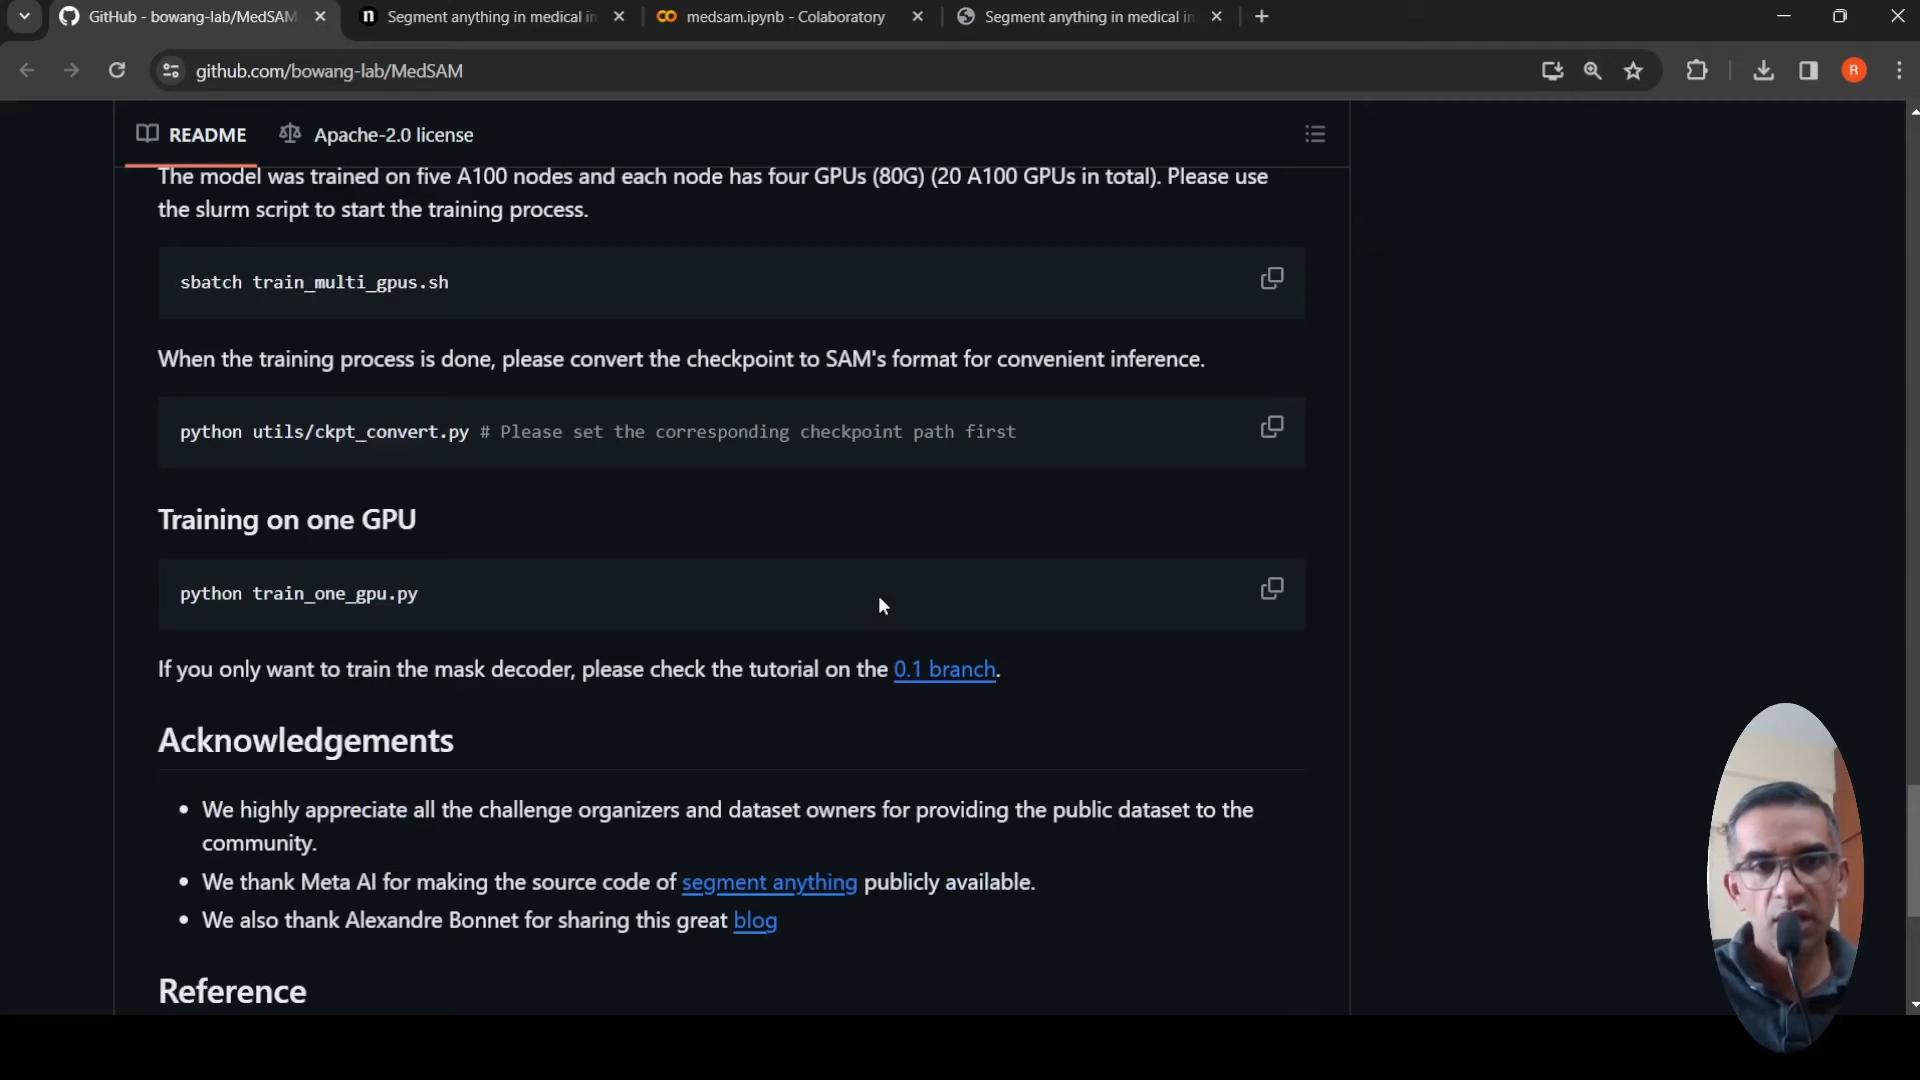 GitHub - bowang-lab/MedSAM
Segment anything in medical in
medsam.ipynb - Colaboratory
Segment anything in medical in
github.com/bowang-lab/MedSAM
R
README
Apache-2.0 license
The model was trained on five A100 nodes and each node has four GPUs (80G) (20 A100 GPUs in total). Please use
the slurm script to start the training process.
sbatch train_multi_gpus.sh
When the training process is done, please convert the checkpoint to SAM's format for convenient inference.
python utils/ckpt_convert.py # Please set the corresponding checkpoint path first
Training on one GPU
python train_one_gpu.py
If you only want to train the mask decoder, please check the tutorial on the 0.1 branch.
Acknowledgements
• We highly appreciate all the challenge organizers and dataset owners for providing the public dataset to the
community.
• We thank Meta AI for making the source code of segment anything publicly available.
• We also thank Alexandre Bonnet for sharing this great blog
Reference